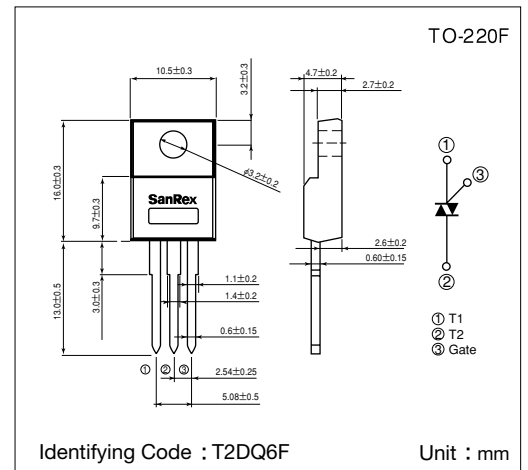 TO-220F
10.5±0.3
3.2±0.3
4.7±0.2
2.7±0.2
16.0±0.3
9.7±0.3
φ3.2±0.2
SanRex
①
③
②
2.6±0.2
0.60±0.15
13.0±0.5
3.0±0.3
1.1±0.2
1.4±0.2
0.6±0.15
① ② ③
2.54±0.25
5.08±0.5
① T1
② T2
③ Gate
Identifying Code : T2DQ6F
Unit : mm